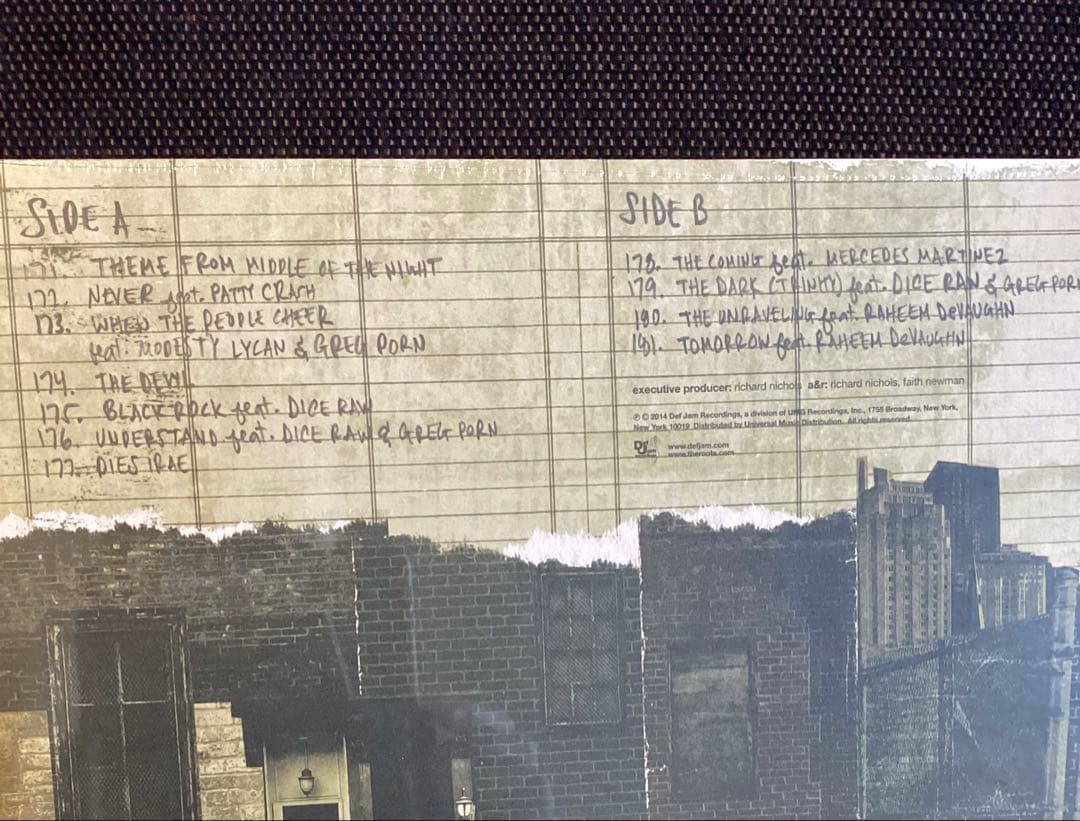 SIDE A
171. THEME FROM MIDDLE OF THE NIGHT
172. NEVER feat. PATTY CRASH
173. WHEN THE PEOPLE CHEER
feat. MODESTY LYCAN & GREG PORN
174. THE DEVIL
175. BLACK ROCK feat. DICE RAW
176. UNDERSTAND feat. DICE RAW & GREG PORN
177. DIES IRAE
SIDE B
178. THE COMING feat. MERCEDES MARTINEZ
179. THE DARK (TRINITY) feat. DICE RAW & GREG PORN
180. THE UNRAVELING feat. RAHEEM DeVAUGHN
181. TOMORROW feat. RAHEEM DeVAUGHN
executive producer: richard nichols a&r: richard nichols, faith newman
℗ © 2014 Def Jam Recordings, a division of UMG Recordings, Inc., 1755 Broadway, New York,
New York 10019 Distributed by Universal Music Distribution. All rights reserved.
Def Jam
www.defjam.com
www.theroots.com